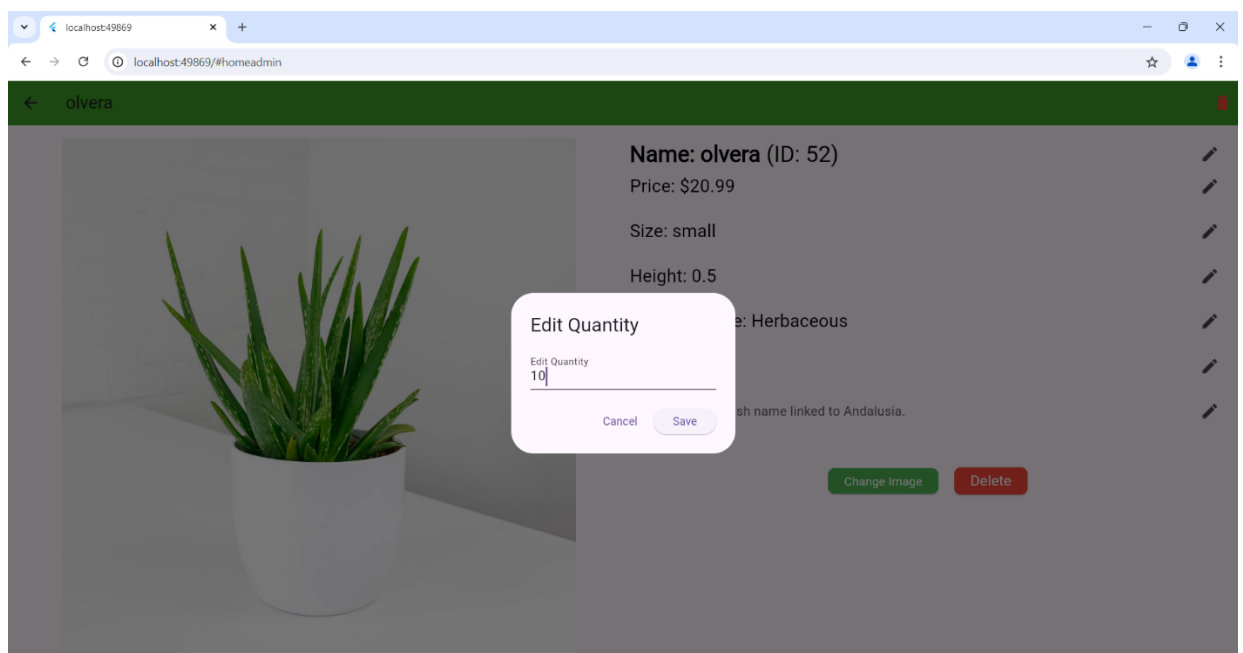 localhost:49869
localhost:49869/#homeadmin
olvera
Name: olvera (ID: 52)
Price: $20.99
Size: small
Height: 0.5
e: Herbaceous
sh name linked to Andalusia.
Edit Quantity
Edit Quantity
10
Cancel Save
Change Image Delete